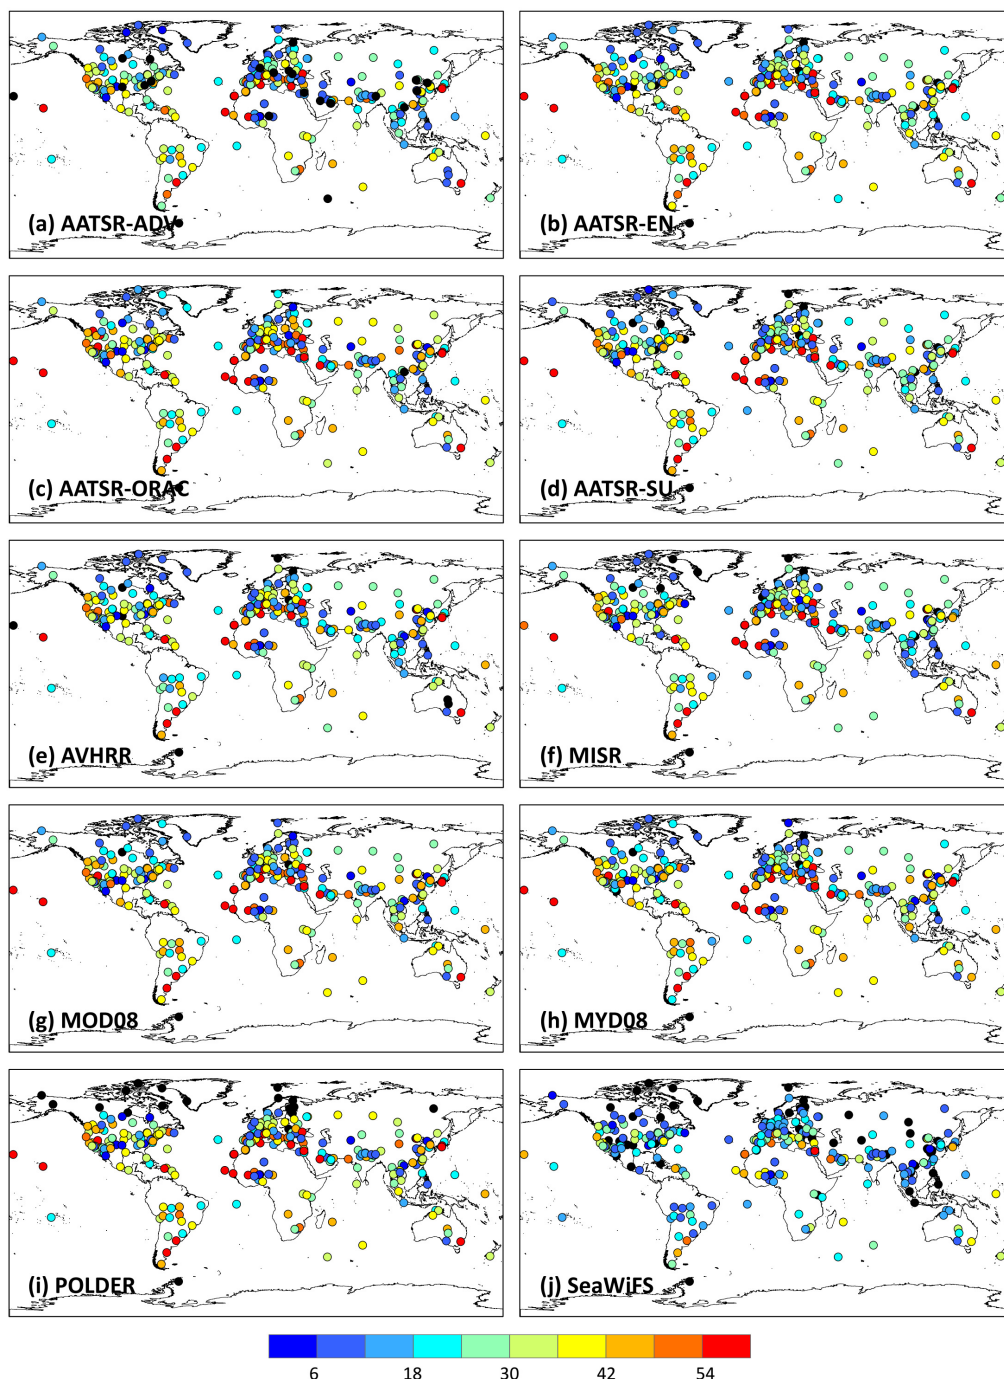 (a) AATSR-ADV
(b) AATSR-EN
(c) AATSR-ORAC
(d) AATSR-SU
(e) AVHRR
(f) MISR
(g) MOD08
(h) MYD08
(i) POLDER
(j) SeaWiFS
6 18 30 42 54